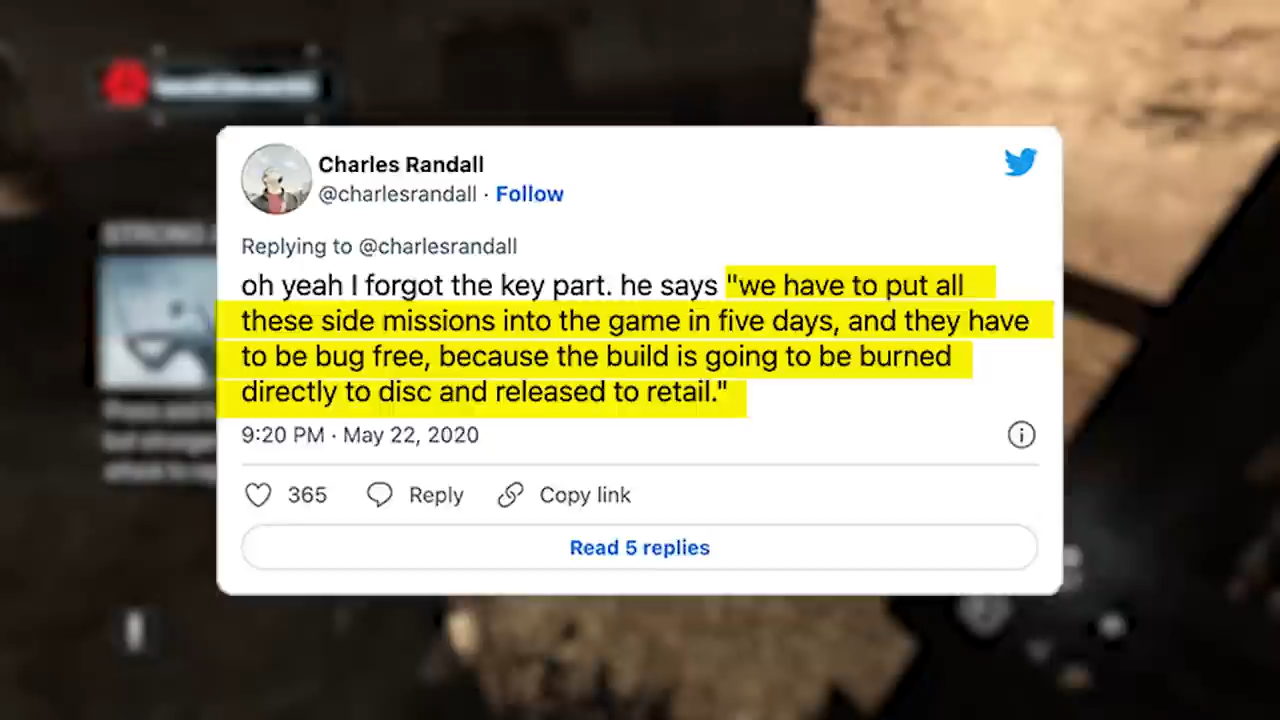 Charles Randall
@charlesrandall · Follow
Replying to @charlesrandall
oh yeah I forgot the key part. he says "we have to put all
these side missions into the game in five days, and they have
to be bug free, because the build is going to be burned
directly to disc and released to retail."
9:20 PM · May 22, 2020
365 Reply Copy link
Read 5 replies